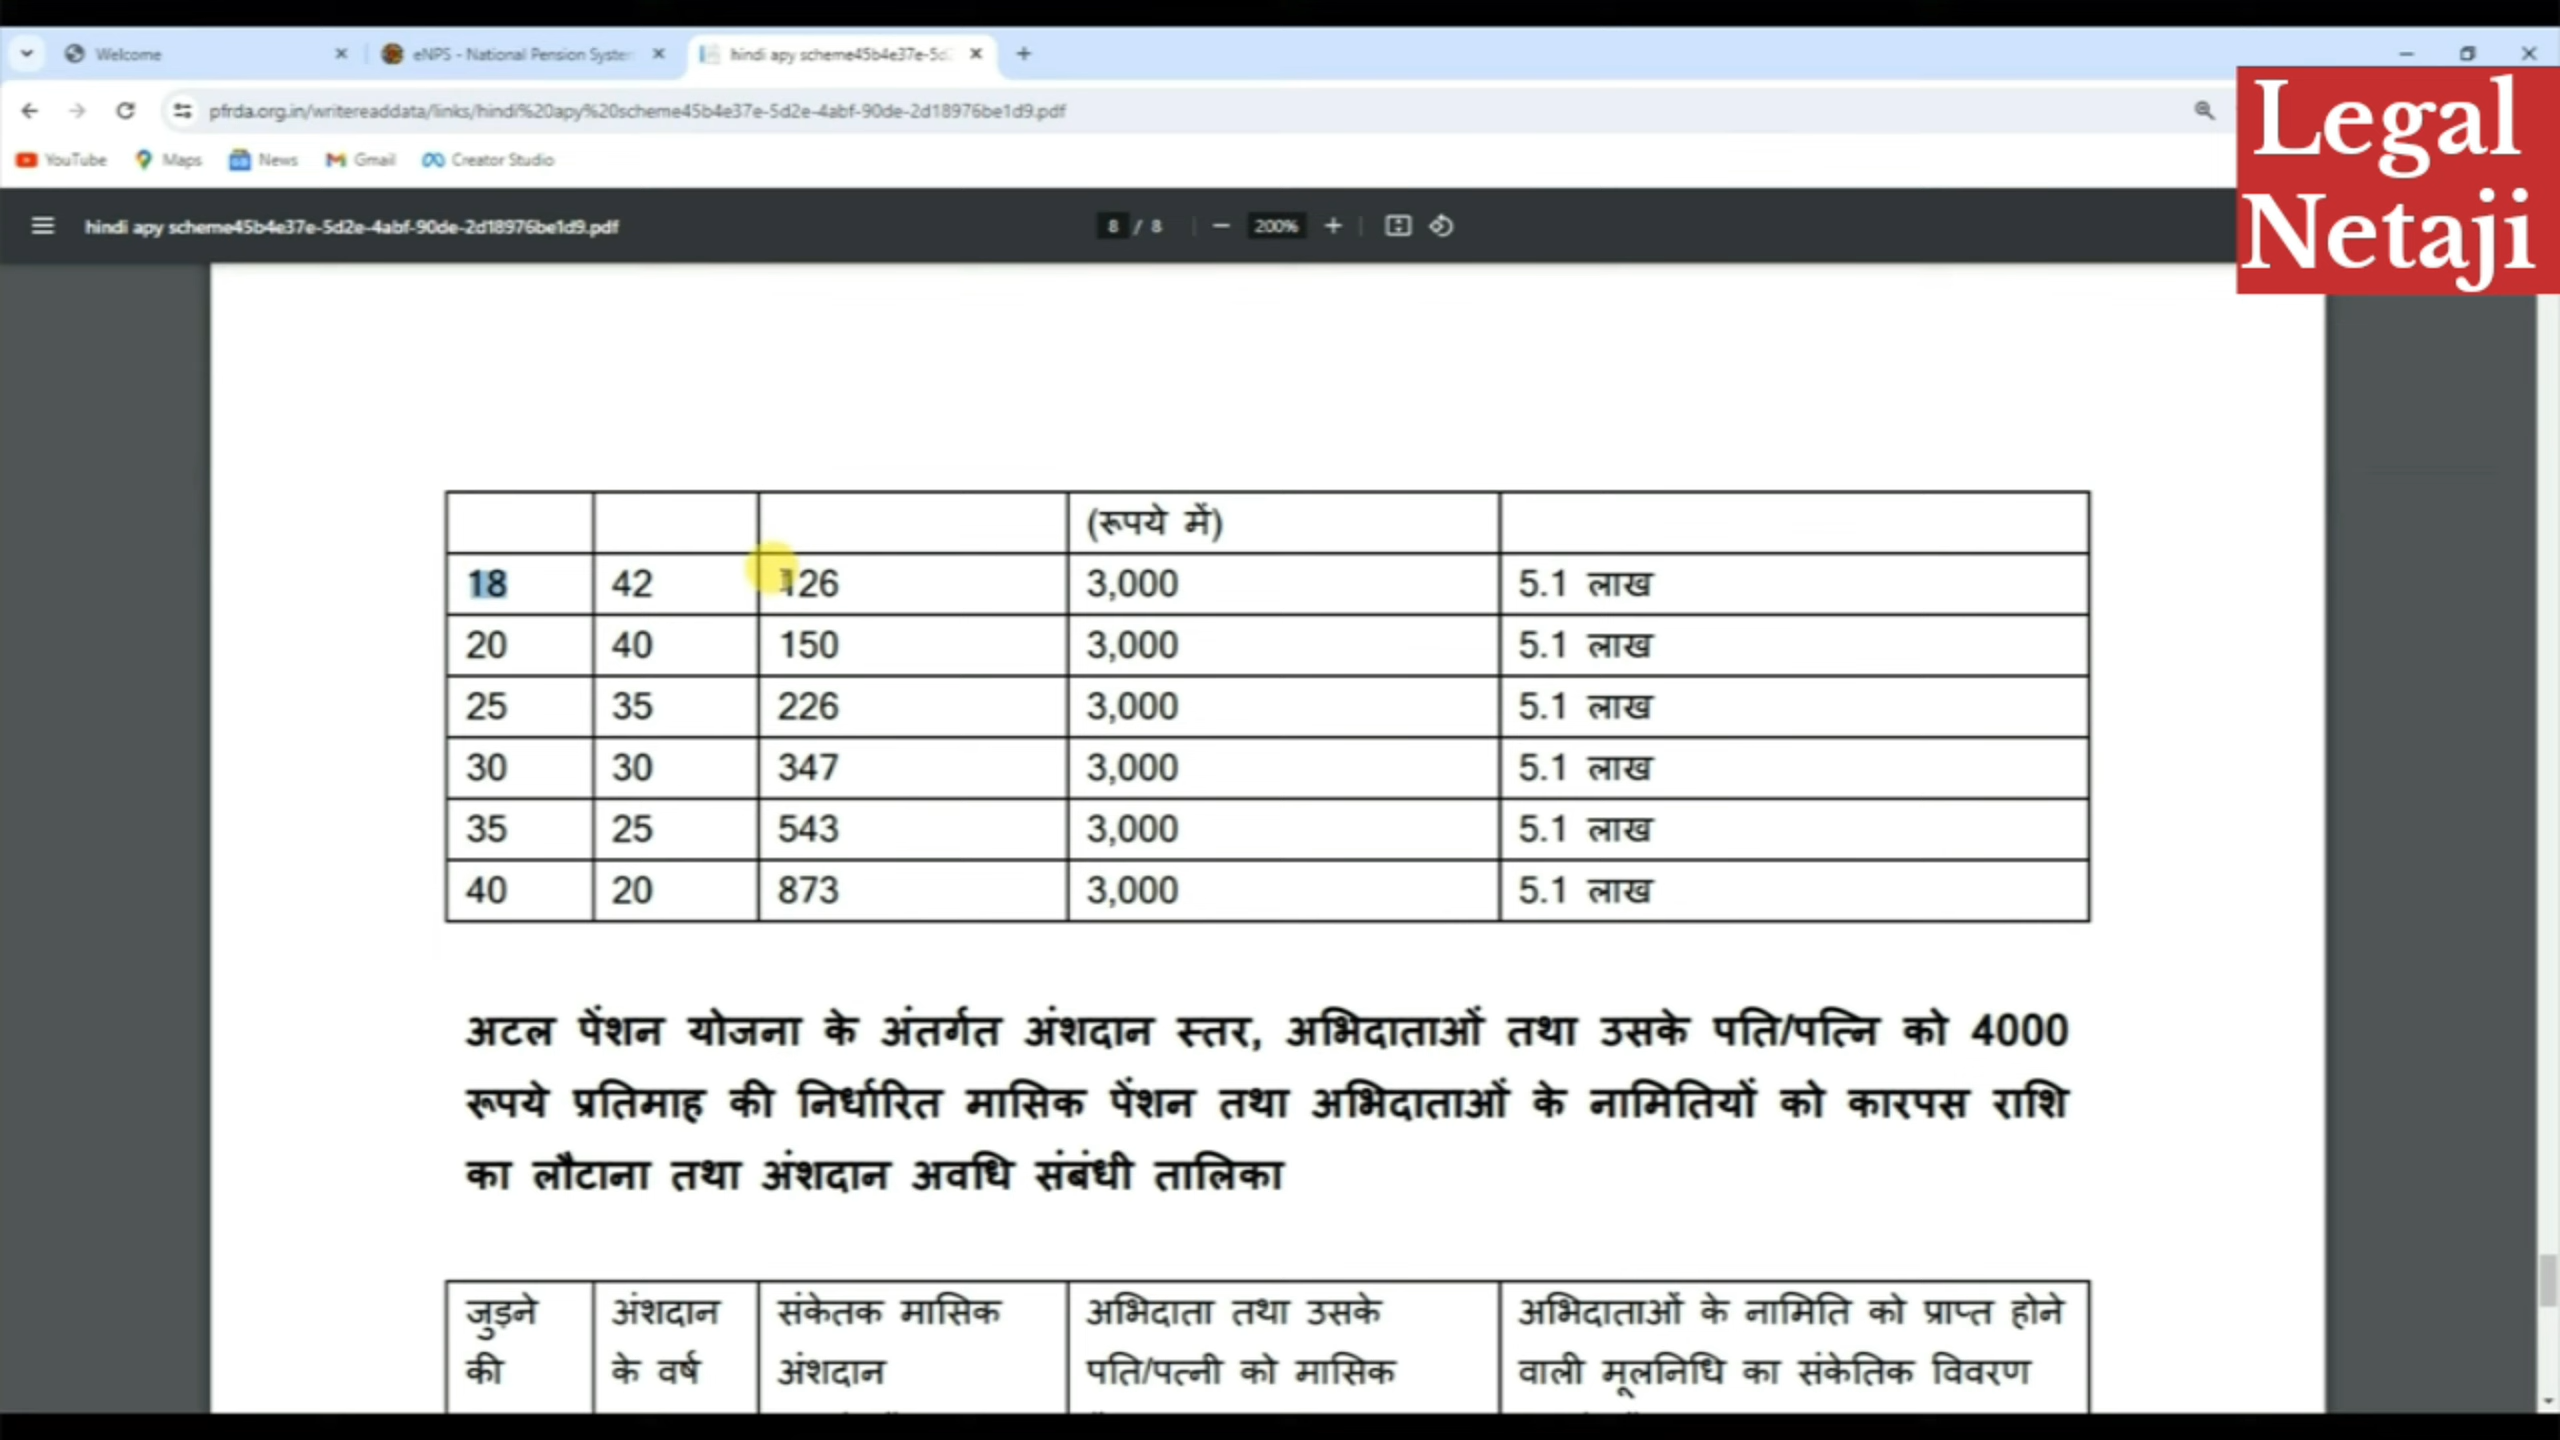 Welcome
eNPS - National Pension System
hindi apy scheme45b4e37e-5d
pfrda.org.in/writereaddata/links/hindi%20apy%20scheme45b4e37e-5d2e-4abf-90de-2d18976be1d9.pdf
YouTube Maps News Gmail Creator Studio
Legal
Netaji
hindi apy scheme45b4e37e-5d2e-4abf-90de-2d18976be1d9.pdf 8 / 8 200%
(रूपये में)
18 42 126 3,000 5.1 लाख
20 40 150 3,000 5.1 लाख
25 35 226 3,000 5.1 लाख
30 30 347 3,000 5.1 लाख
35 25 543 3,000 5.1 लाख
40 20 873 3,000 5.1 लाख
अटल पेंशन योजना के अंतर्गत अंशदान स्तर, अभिदाताओं तथा उसके पति/पत्नि को 4000
रूपये प्रतिमाह की निर्धारित मासिक पेंशन तथा अभिदाताओं के नामितियों को कारपस राशि
का लौटाना तथा अंशदान अवधि संबंधी तालिका
जुड़ने अंशदान संकेतक मासिक अभिदाता तथा उसके अभिदाताओं के नामिति को प्राप्त होने
की के वर्ष अंशदान पति/पत्नी को मासिक वाली मूलनिधि का संकेतिक विवरण